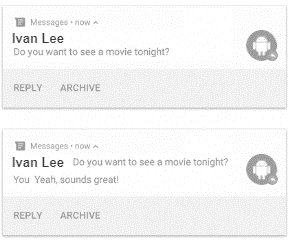 Messages • now
Ivan Lee
Do you want to see a movie tonight?
REPLY ARCHIVE
Messages • now
Ivan Lee Do you want to see a movie tonight?
You Yeah, sounds great!
REPLY ARCHIVE